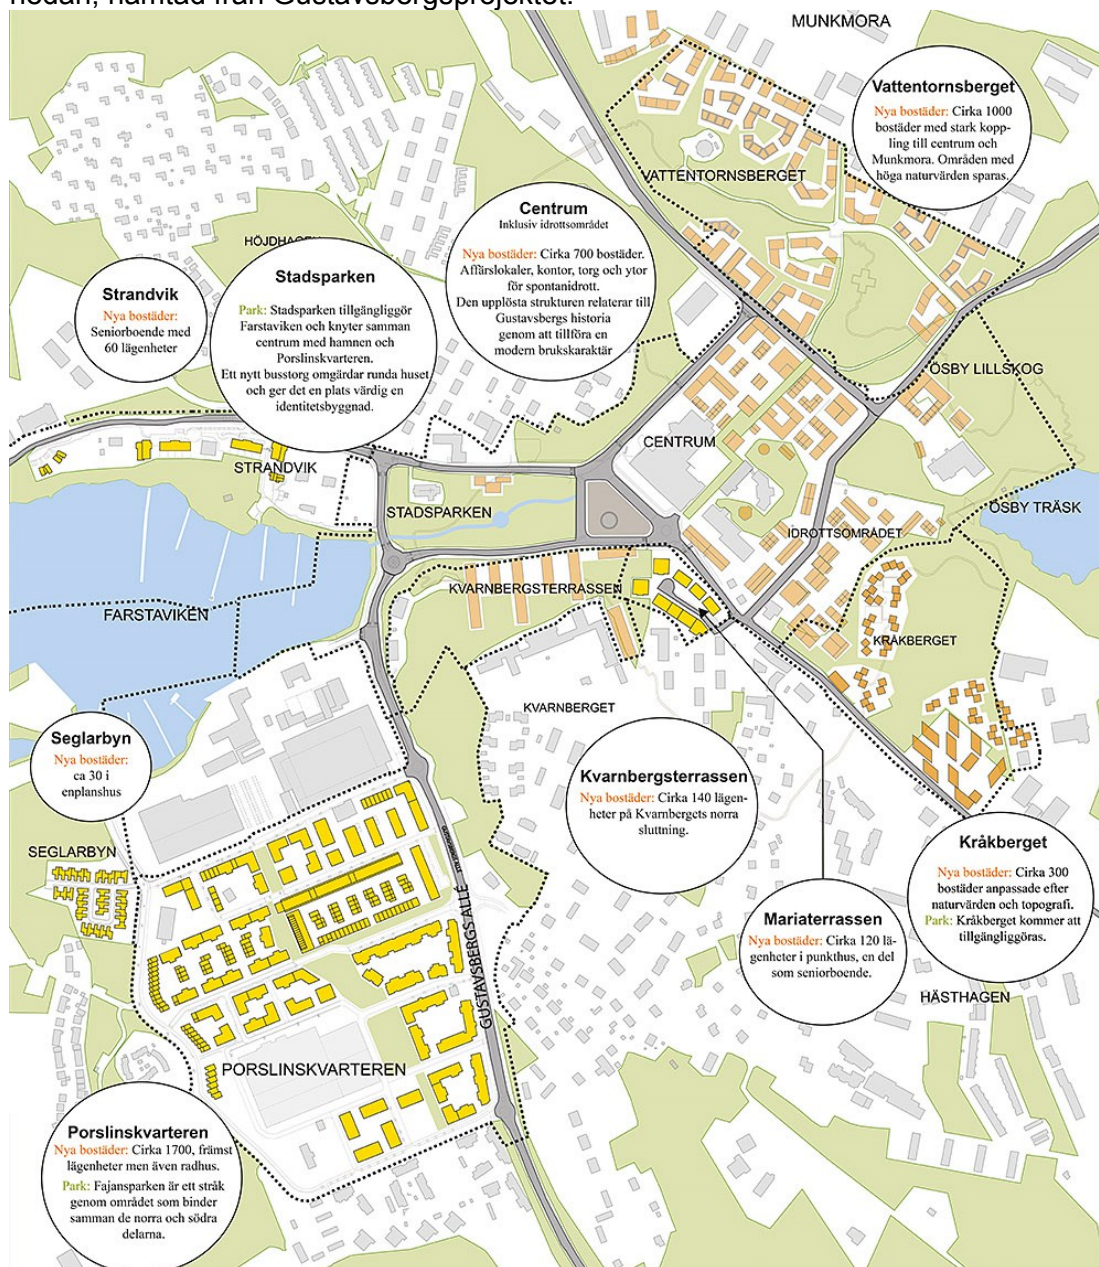 nedan, hämtad från Gustavsbergsprojektet.
MUNKMORA
Vattentornsberget
Nya bostäder: Cirka 1000
bostäder med stark kopp-
ling till centrum och
Munkmora. Områden med
höga naturvärden sparas.
VATTENTORNSBERGET
Centrum
Inklusiv idrottsområdet
Nya bostäder: Cirka 700 bostäder.
Affärslokaler, kontor, torg och ytor
för spontanidrott.
Den upplösta strukturen relaterar till
Gustavsbergs historia
genom att tillföra en
modern brukskaraktär
HÖJDHAGEN
Stadsparken
Park: Stadsparken tillgängliggör
Farstaviken och knyter samman
centrum med hamnen och
Porslinskvarteren.
Ett nytt busstorg omgärdar runda huset
och ger det en plats värdig en
identitetsbyggnad.
Strandvik
Nya bostäder:
Seniorboende med
60 lägenheter
ÖSBY LILLSKOG
CENTRUM
STRANDVIK
STADSPARKEN
ÖSBY TRÄSK
IDROTTSOMRÅDET
KVARNBERGSTERRASSEN
FARSTAVIKEN
KRÅKBERGET
KVARNBERGET
Seglarbyn
Nya bostäder:
ca 30 i
enplanshus
Kvarnbergsterrassen
Nya bostäder: Cirka 140 lägen-
heter på Kvarnbergets norra
sluttning.
Kråkberget
Nya bostäder: Cirka 300
bostäder anpassade efter
naturvärden och topografi.
Park: Kråkberget kommer att
tillgängliggöras.
SEGLARBYN
GUSTAVSBERGS ALLÉ
GUSTAVSBERGS ALLÉ
Mariaterrassen
Nya bostäder: Cirka 120 lä-
genheter i punkthus, en del
som seniorboende.
HÄSTHAGEN
PORSLINSKVARTEREN
Porslinskvarteren
Nya bostäder: Cirka 1700, främst
lägenheter men även radhus.
Park: Fajansparken är ett stråk
genom området som binder
samman de norra och södra
delarna.